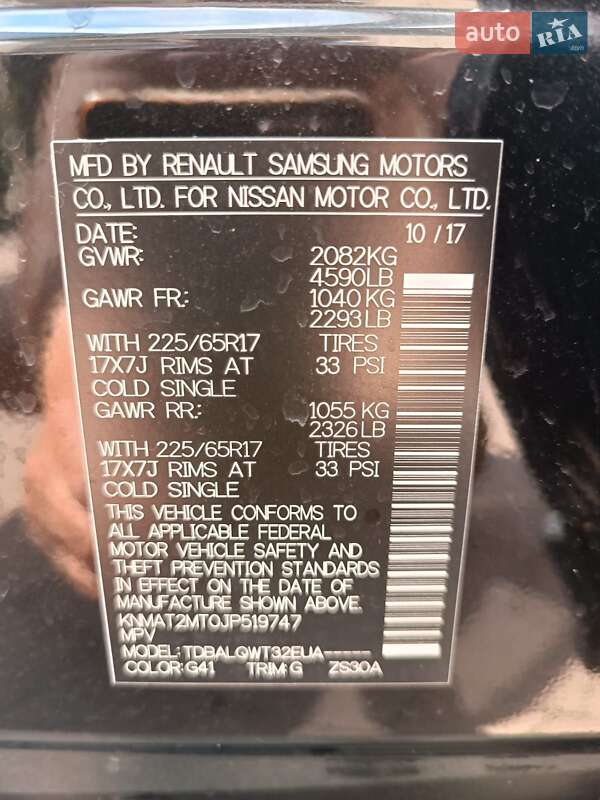 auto RIA .com
MFD BY RENAULT SAMSUNG MOTORS
CO., LTD. FOR NISSAN MOTOR CO., LTD.
DATE: 10 / 17
GVWR: 2082KG
4590LB
GAWR FR: 1040 KG
2293LB
WITH 225/65R17 TIRES
17X7J RIMS AT 33 PSI
COLD SINGLE
GAWR RR: 1055 KG
2326LB
WITH 225/65R17 TIRES
17X7J RIMS AT 33 PSI
COLD SINGLE
THIS VEHICLE CONFORMS TO
ALL APPLICABLE FEDERAL
MOTOR VEHICLE SAFETY AND
THEFT PREVENTION STANDARDS
IN EFFECT ON THE DATE OF
MANUFACTURE SHOWN ABOVE.
KNMAT2MT0JP519747
MPV
MODEL: TDBALQWT32EUA-----
COLOR: G41 TRIM: G ZS30A